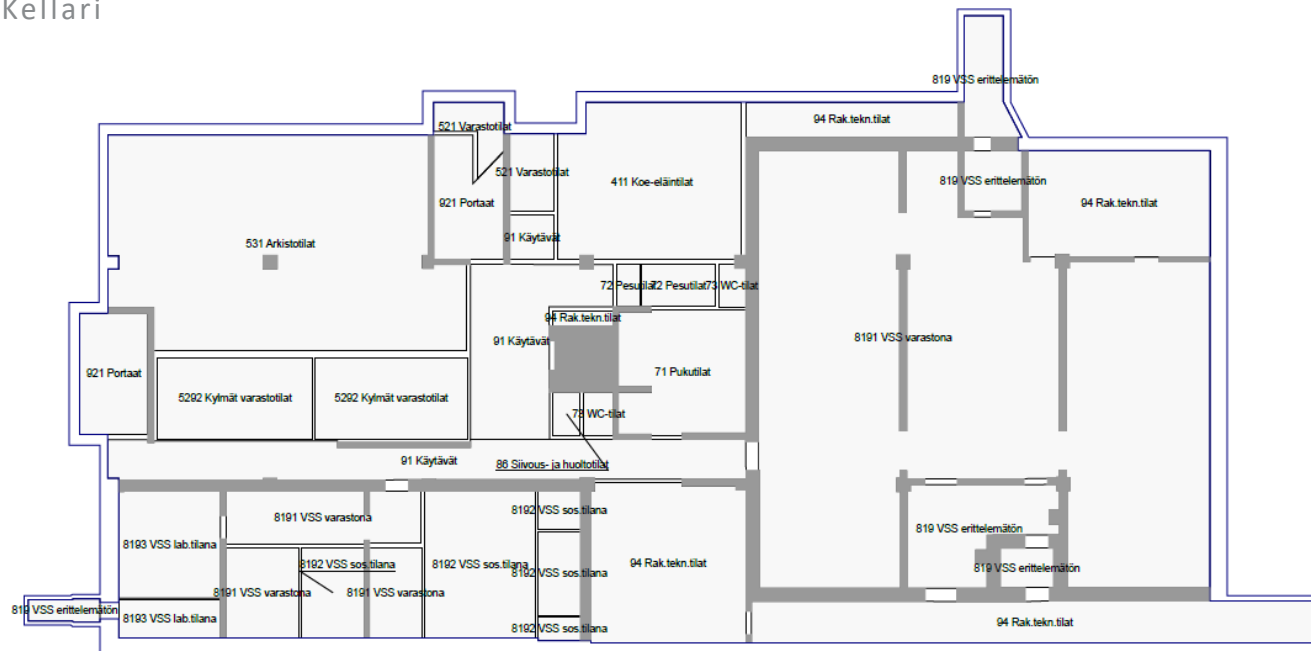 Kellari
819 VSS erittelemätön
94 Rak.tekn.tilat
521 Varastotilat
521 Varastotilat
411 Koe-eläintilat
819 VSS erittelemätön
921 Portaat
94 Rak.tekn.tilat
91 Käytävät
531 Arkistotilat
72 Pesutilat
72 Pesutilat
73 WC-tilat
94 Rak.tekn.tilat
91 Käytävät
8191 VSS varastona
921 Portaat
71 Pukutilat
5292 Kylmät varastotilat
5292 Kylmät varastotilat
73 WC-tilat
91 Käytävät
86 Siivous- ja huoltotilat
8192 VSS sos.tilana
8191 VSS varastona
819 VSS erittelemätön
8193 VSS lab.tilana
8192 VSS sos.tilana
8192 VSS sos.tilana
8192 VSS sos.tilana
94 Rak.tekn.tilat
819 VSS erittelemätön
8191 VSS varastona
8191 VSS varastona
819 VSS erittelemätön
8193 VSS lab.tilana
8192 VSS sos.tilana
94 Rak.tekn.tilat